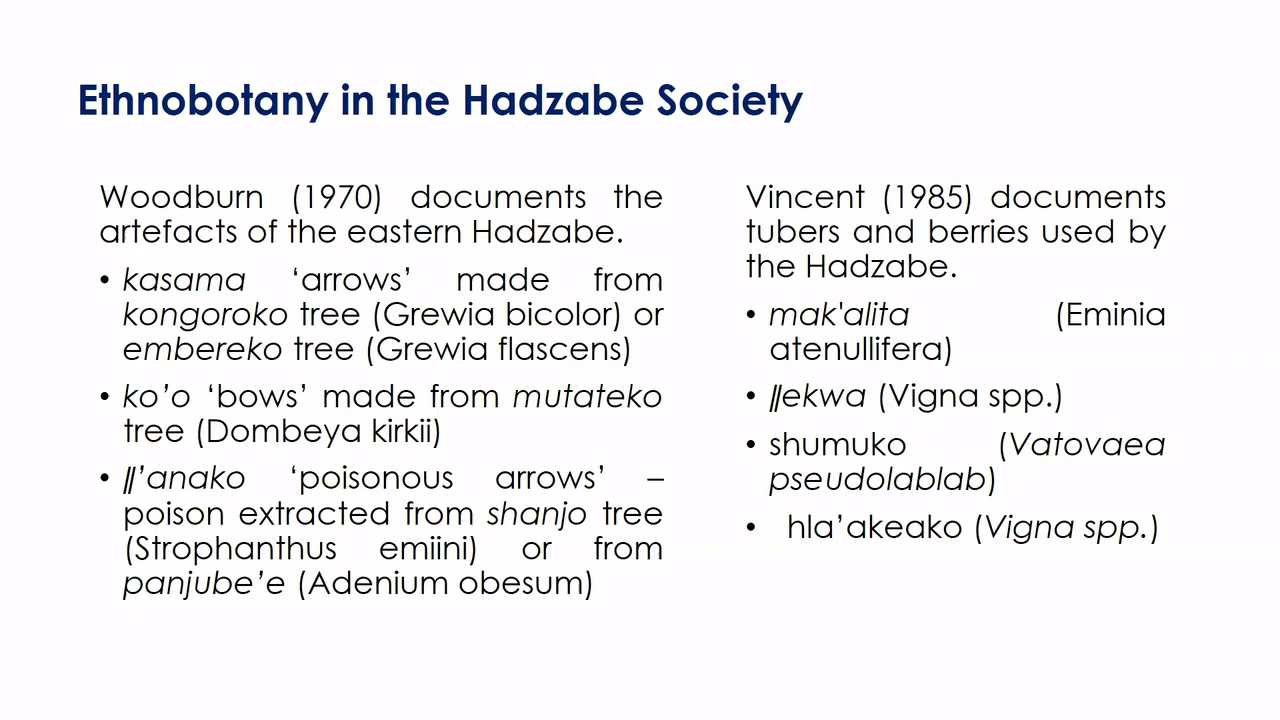 Ethnobotany in the Hadzabe Society
Woodburn (1970) documents the
artefacts of the eastern Hadzabe.
• kasama ‘arrows’ made from
kongoroko tree (Grewia bicolor) or
embereko tree (Grewia flascens)
• ko’o ‘bows’ made from mutateko
tree (Dombeya kirkii)
• ǁ’anako ‘poisonous arrows’ –
poison extracted from shanjo tree
(Strophanthus emiini) or from
panjube’e (Adenium obesum)
Vincent (1985) documents
tubers and berries used by
the Hadzabe.
• mak'alita (Eminia
atenullifera)
• ǁekwa (Vigna spp.)
• shumuko (Vatovaea
pseudolablab)
• hla’akeako (Vigna spp.)